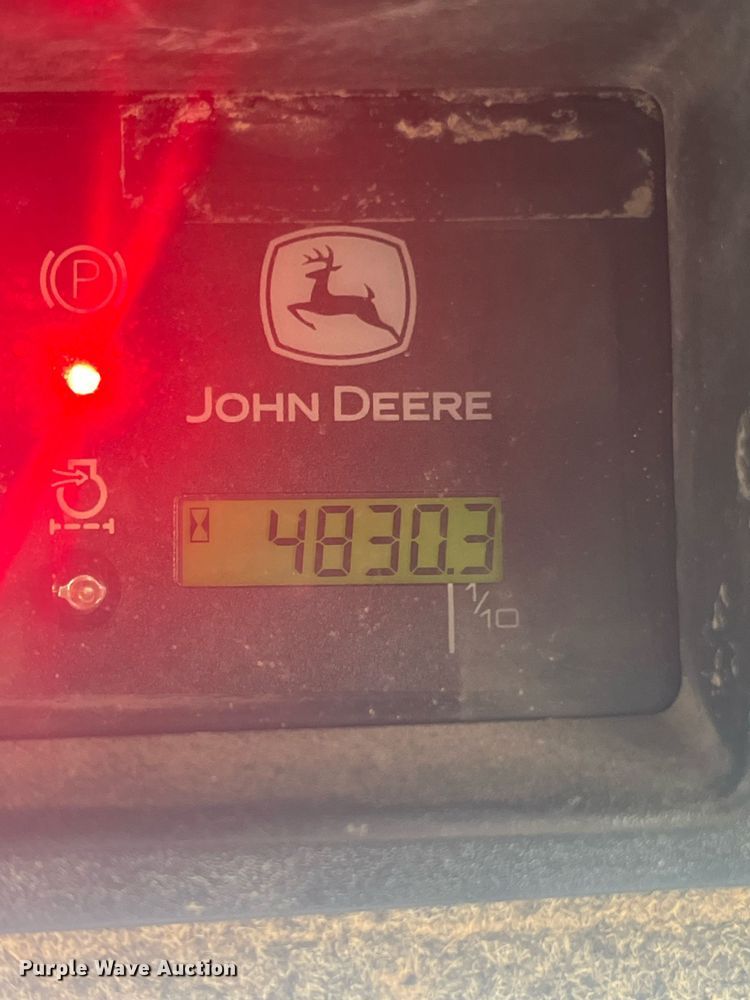 P
JOHN DEERE
4830.3
1/10
Purple Wave Auction